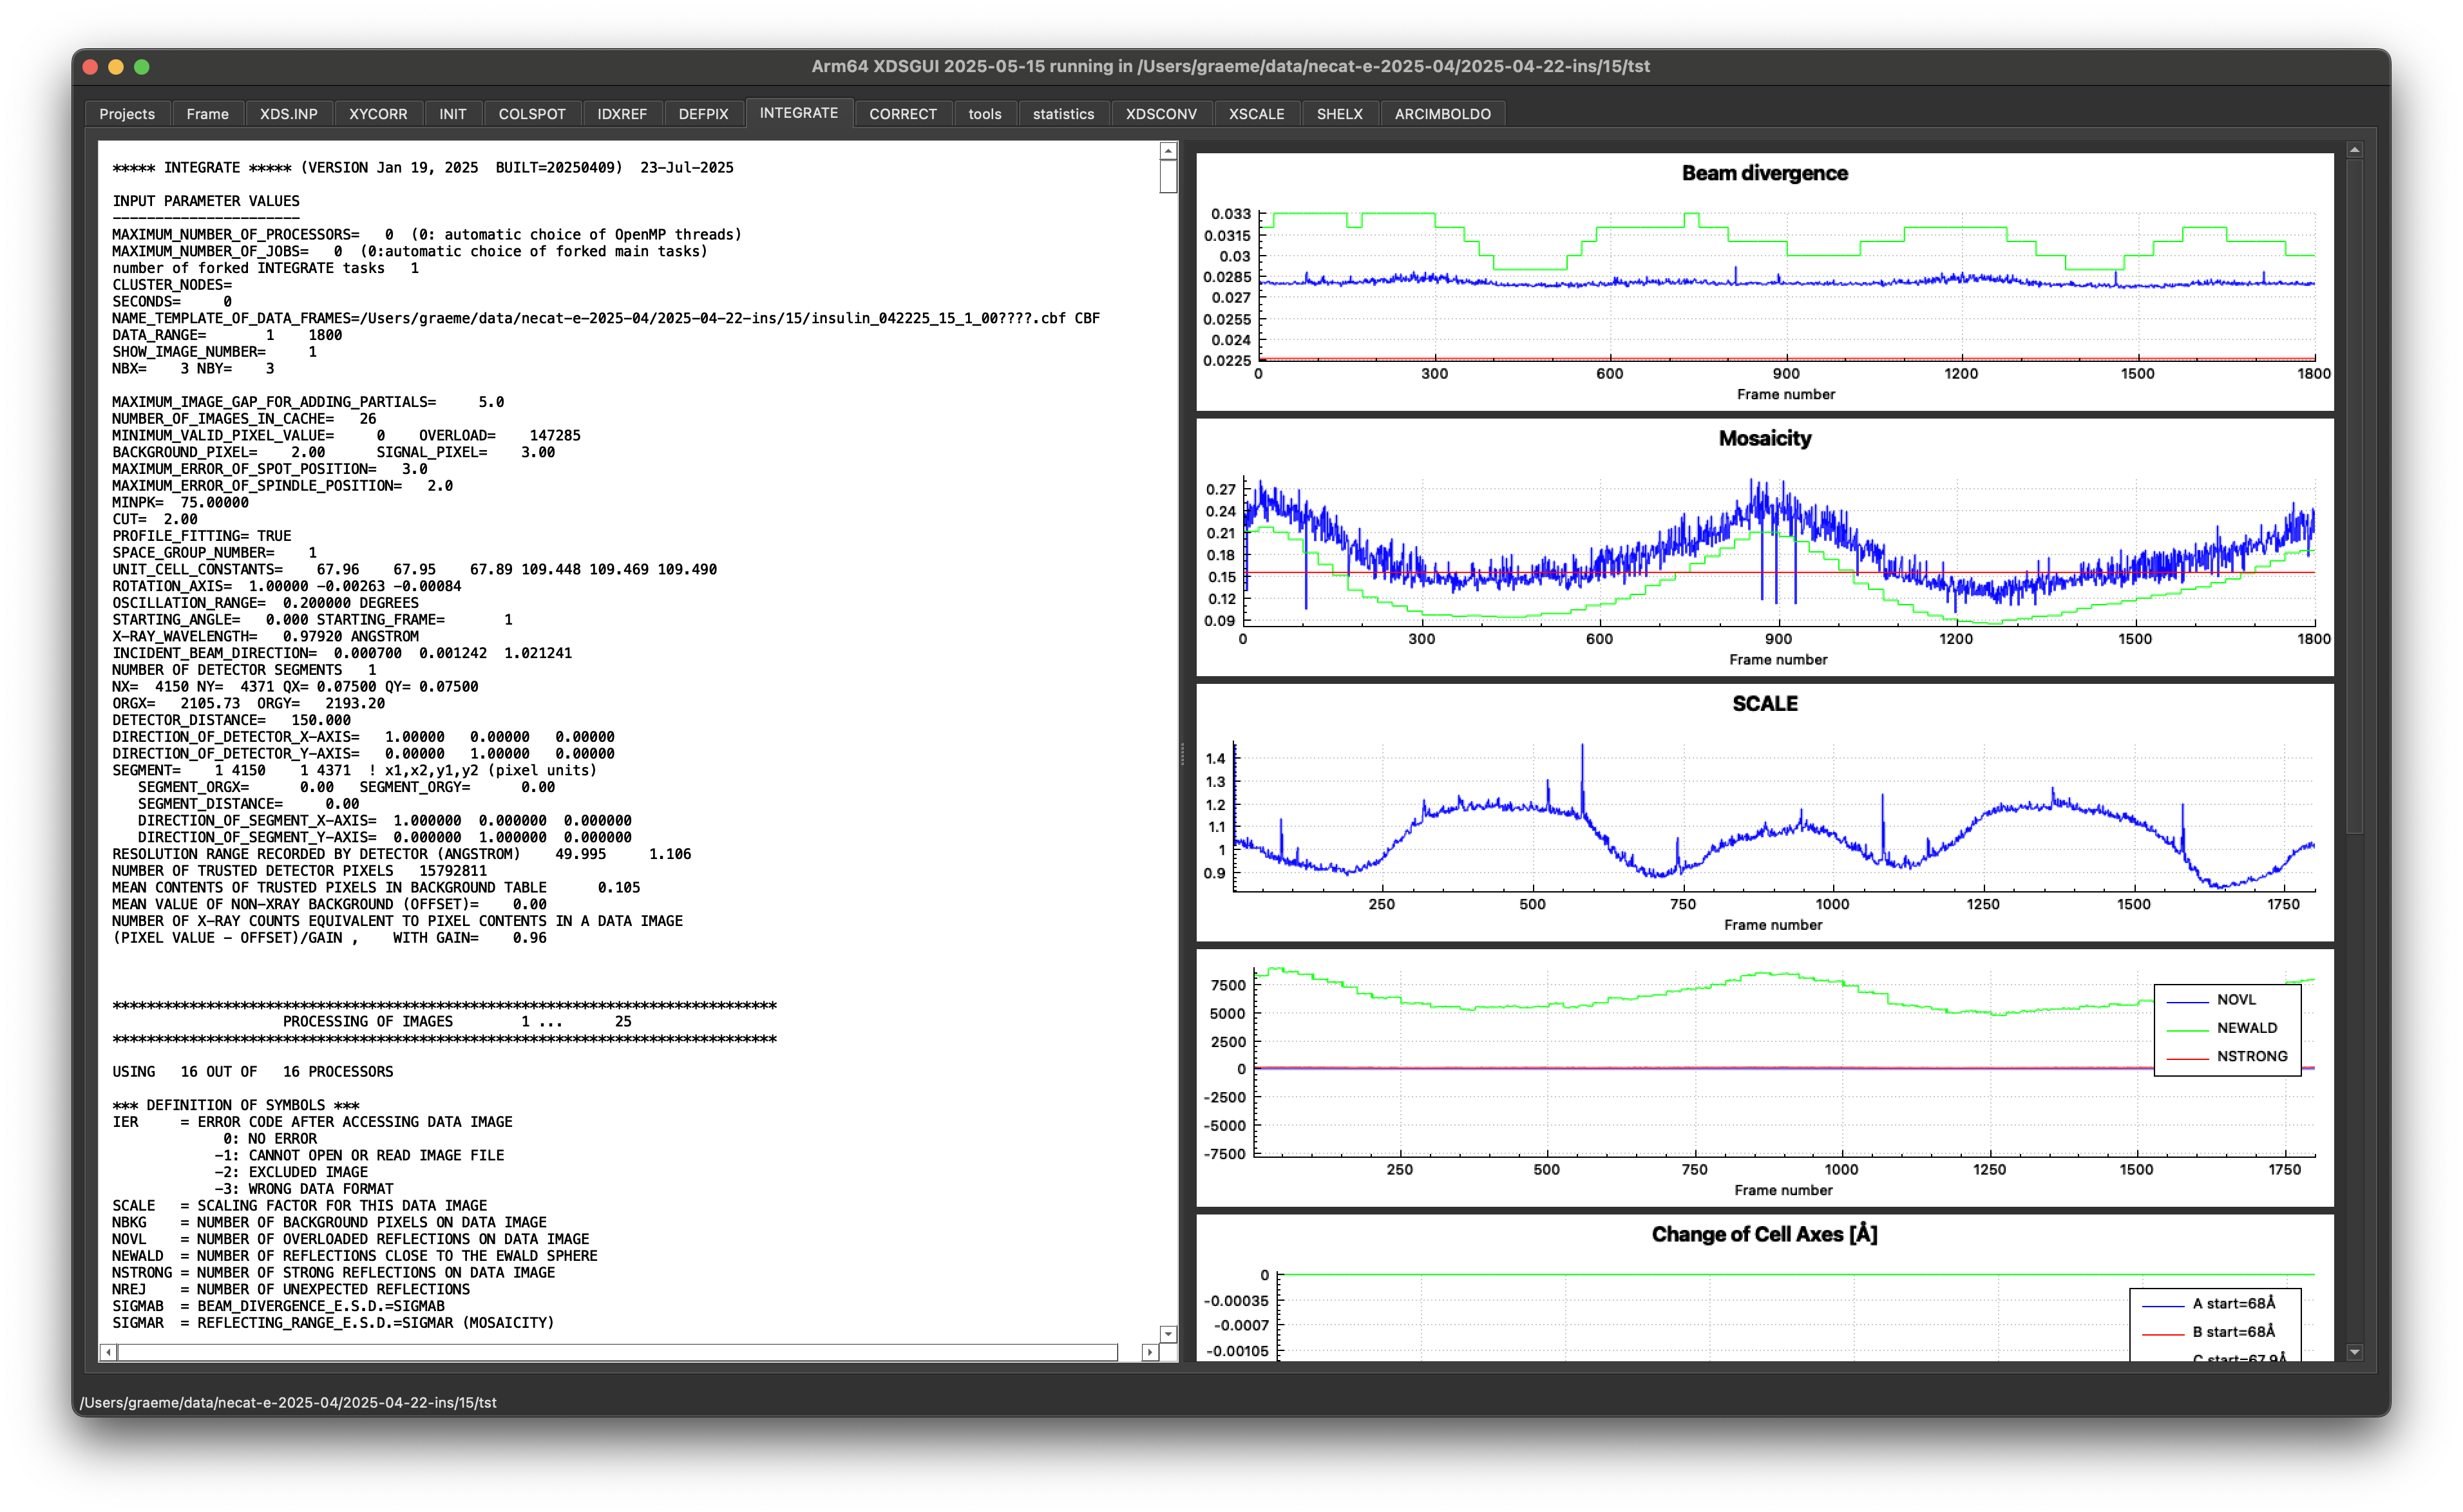 Arm64 XDSGUI 2025-05-15 running in /Users/graeme/data/necat-e-2025-04/2025-04-22-ins/15/tst
Projects Frame XDS.INP XYCORR INIT COLSPOT IDXREF DEFPIX INTEGRATE CORRECT tools statistics XDSCONV XSCALE SHELX ARCIMBOLDO
***** INTEGRATE ***** (VERSION Jan 19, 2025  BUILT=20250409)  23-Jul-2025
INPUT PARAMETER VALUES
----------------------
MAXIMUM_NUMBER_OF_PROCESSORS=   0  (0: automatic choice of OpenMP threads)
MAXIMUM_NUMBER_OF_JOBS=   0  (0:automatic choice of forked main tasks)
number of forked INTEGRATE tasks   1
CLUSTER_NODES=
SECONDS=     0
NAME_TEMPLATE_OF_DATA_FRAMES=/Users/graeme/data/necat-e-2025-04/2025-04-22-ins/15/insulin_042225_15_1_00????.cbf CBF
DATA_RANGE=       1    1800
SHOW_IMAGE_NUMBER=     1
NBX=    3 NBY=    3
MAXIMUM_IMAGE_GAP_FOR_ADDING_PARTIALS=     5.0
NUMBER_OF_IMAGES_IN_CACHE=   26
MINIMUM_VALID_PIXEL_VALUE=     0    OVERLOAD=    147285
BACKGROUND_PIXEL=    2.00      SIGNAL_PIXEL=    3.00
MAXIMUM_ERROR_OF_SPOT_POSITION=   3.0
MAXIMUM_ERROR_OF_SPINDLE_POSITION=   2.0
MINPK=  75.00000
CUT=  2.00
PROFILE_FITTING= TRUE
SPACE_GROUP_NUMBER=    1
UNIT_CELL_CONSTANTS=    67.96    67.95    67.89 109.448 109.469 109.490
ROTATION_AXIS=  1.00000 -0.00263 -0.00084
OSCILLATION_RANGE=  0.200000 DEGREES
STARTING_ANGLE=   0.000 STARTING_FRAME=       1
X-RAY_WAVELENGTH=   0.97920 ANGSTROM
INCIDENT_BEAM_DIRECTION=  0.000700  0.001242  1.021241
NUMBER OF DETECTOR SEGMENTS   1
NX=  4150 NY=  4371 QX= 0.07500 QY= 0.07500
ORGX=   2105.73  ORGY=   2193.20
DETECTOR_DISTANCE=   150.000
DIRECTION_OF_DETECTOR_X-AXIS=   1.00000   0.00000   0.00000
DIRECTION_OF_DETECTOR_Y-AXIS=   0.00000   1.00000   0.00000
SEGMENT=    1 4150    1 4371  ! x1,x2,y1,y2 (pixel units)
SEGMENT_ORGX=      0.00   SEGMENT_ORGY=      0.00
SEGMENT_DISTANCE=     0.00
DIRECTION_OF_SEGMENT_X-AXIS=  1.000000  0.000000  0.000000
DIRECTION_OF_SEGMENT_Y-AXIS=  0.000000  1.000000  0.000000
RESOLUTION RANGE RECORDED BY DETECTOR (ANGSTROM)    49.995     1.106
NUMBER OF TRUSTED DETECTOR PIXELS   15792811
MEAN CONTENTS OF TRUSTED PIXELS IN BACKGROUND TABLE      0.105
MEAN VALUE OF NON-XRAY BACKGROUND (OFFSET)=    0.00
NUMBER OF X-RAY COUNTS EQUIVALENT TO PIXEL CONTENTS IN A DATA IMAGE
(PIXEL VALUE - OFFSET)/GAIN ,    WITH GAIN=    0.96
******************************************************************************
PROCESSING OF IMAGES        1 ...      25
******************************************************************************
USING   16 OUT OF   16 PROCESSORS
*** DEFINITION OF SYMBOLS ***
IER     = ERROR CODE AFTER ACCESSING DATA IMAGE
0: NO ERROR
-1: CANNOT OPEN OR READ IMAGE FILE
-2: EXCLUDED IMAGE
-3: WRONG DATA FORMAT
SCALE   = SCALING FACTOR FOR THIS DATA IMAGE
NBKG    = NUMBER OF BACKGROUND PIXELS ON DATA IMAGE
NOVL    = NUMBER OF OVERLOADED REFLECTIONS ON DATA IMAGE
NEWALD  = NUMBER OF REFLECTIONS CLOSE TO THE EWALD SPHERE
NSTRONG = NUMBER OF STRONG REFLECTIONS ON DATA IMAGE
NREJ    = NUMBER OF UNEXPECTED REFLECTIONS
SIGMAB  = BEAM_DIVERGENCE_E.S.D.=SIGMAB
SIGMAR  = REFLECTING_RANGE_E.S.D.=SIGMAR (MOSAICITY)
Beam divergence
0.033
0.0315
0.03
0.0285
0.027
0.0255
0.024
0.0225
0 300 600 900 1200 1500 1800
Frame number
Mosaicity
0.27
0.24
0.21
0.18
0.15
0.12
0.09
0 300 600 900 1200 1500 1800
Frame number
SCALE
1.4
1.3
1.2
1.1
1
0.9
250 500 750 1000 1250 1500 1750
Frame number
7500
5000
2500
0
-2500
-5000
-7500
NOVL
NEWALD
NSTRONG
250 500 750 1000 1250 1500 1750
Frame number
Change of Cell Axes [Å]
0
-0.00035
-0.0007
-0.00105
A start=68Å
B start=68Å
C start=67.9Å
/Users/graeme/data/necat-e-2025-04/2025-04-22-ins/15/tst